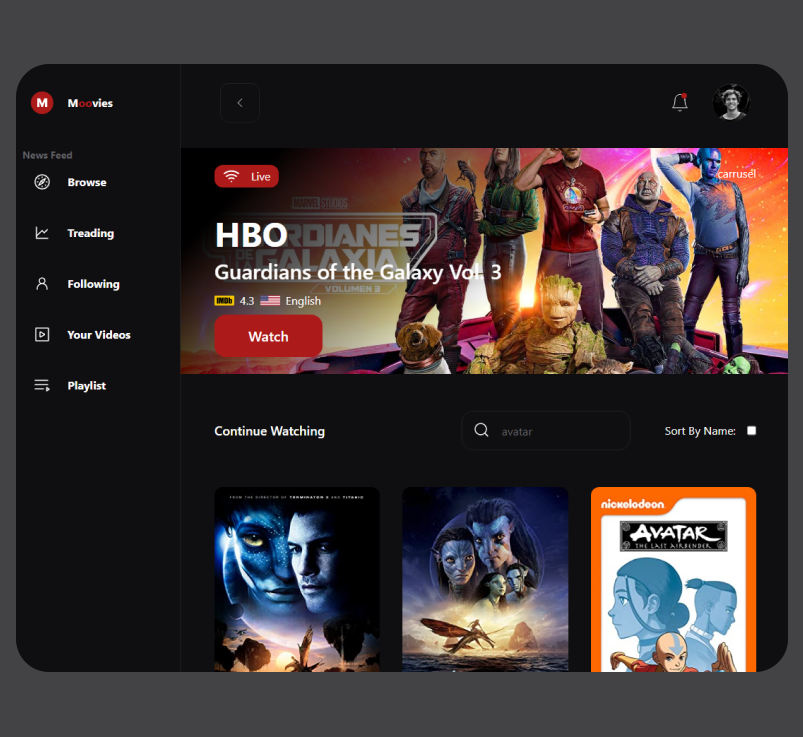 M
Moovies
News Feed
Browse
Treading
Following
Your Videos
Playlist
Live
carrusél
MARVEL STUDIOS
GUARDIANES
DE LA
GALAXIA
VOLUMEN 3
HBO
Guardians of the Galaxy Vol. 3
IMDb 4.3 English
Watch
Continue Watching
avatar
Sort By Name:
FROM THE DIRECTOR OF TERMINATOR 2 AND TITANIC
nickelodeon
AVATAR
THE LAST AIRBENDER